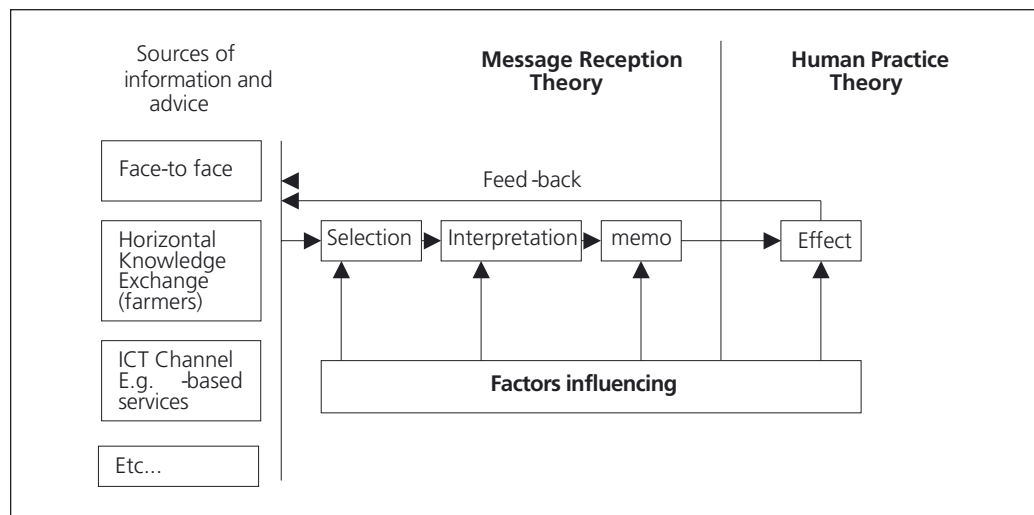 Sources of
information and
advice
Message Reception
Theory
Human Practice
Theory
Face-to face
Feed -back
Horizontal
Knowledge
Exchange
(farmers)
Selection
Interpretation
memo
Effect
ICT Channel
E.g. -based
services
Factors influencing
Etc...